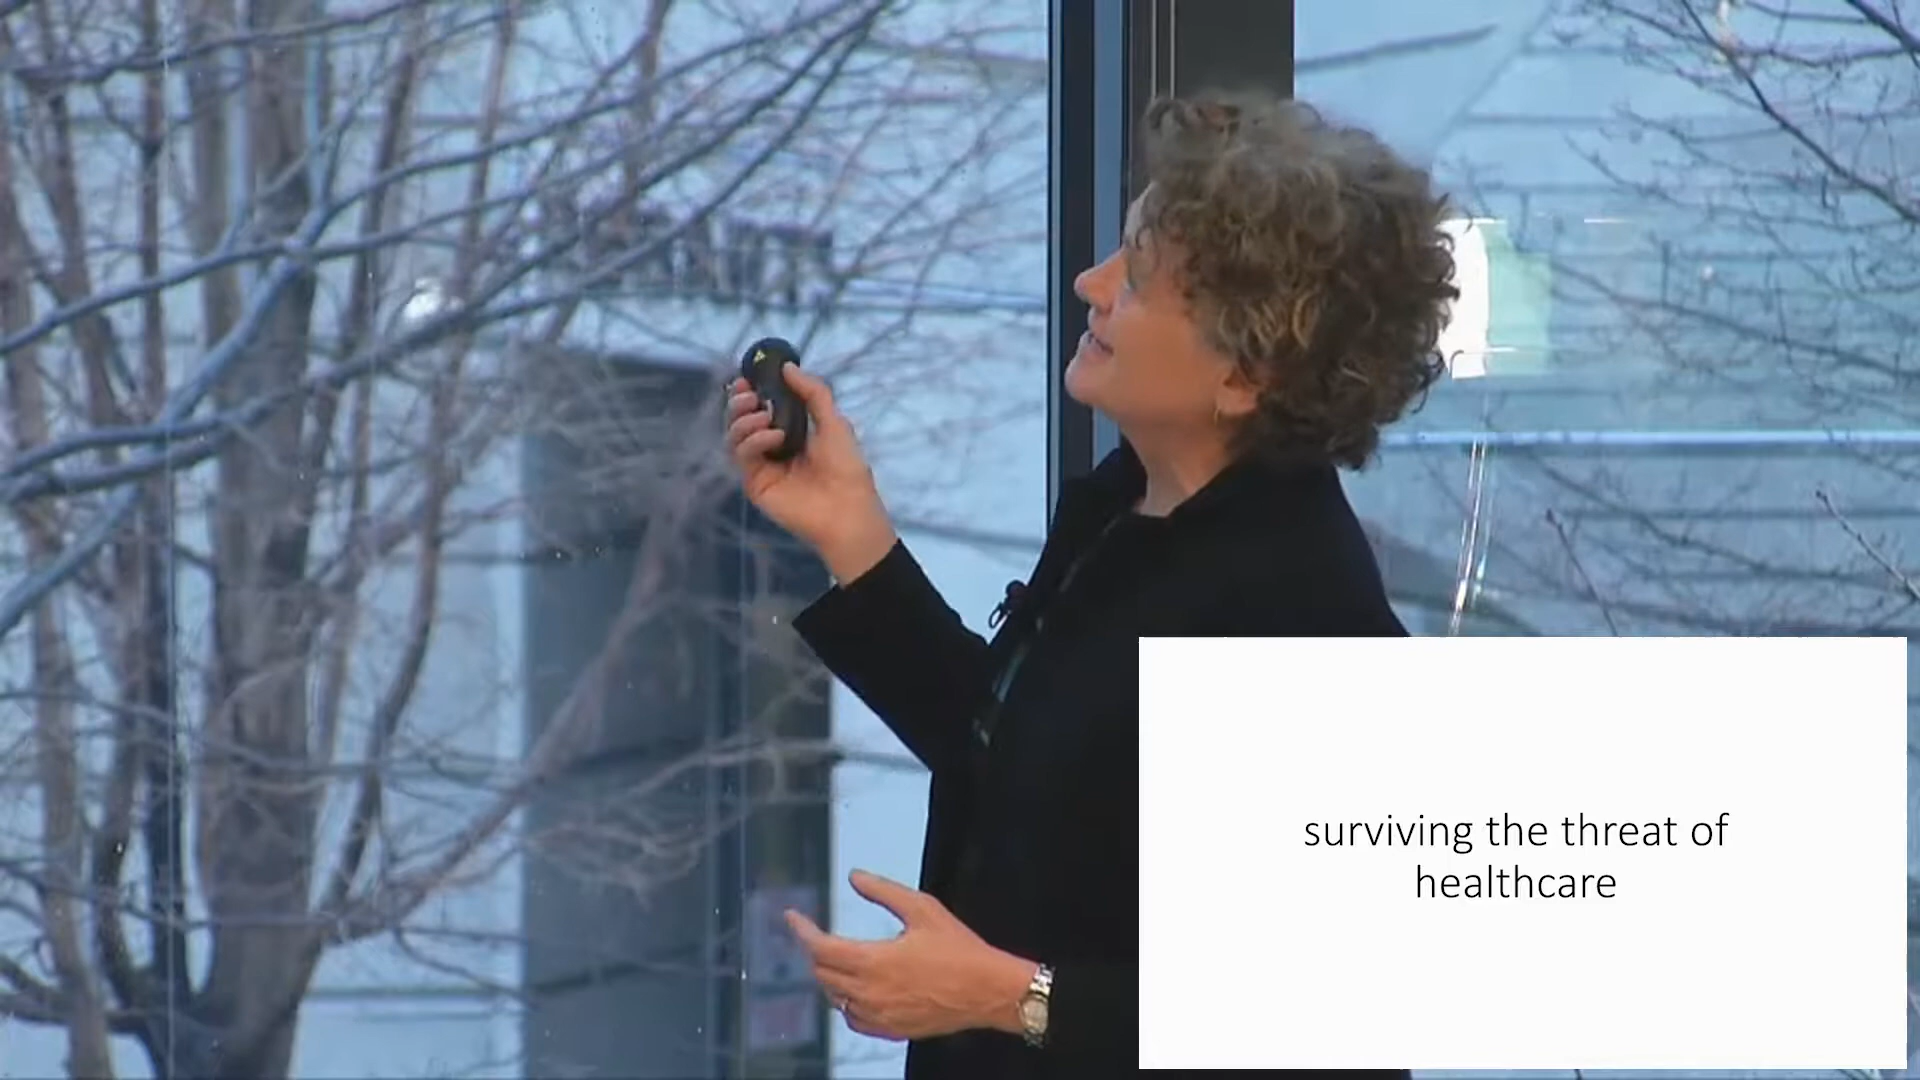 surviving the threat of
healthcare